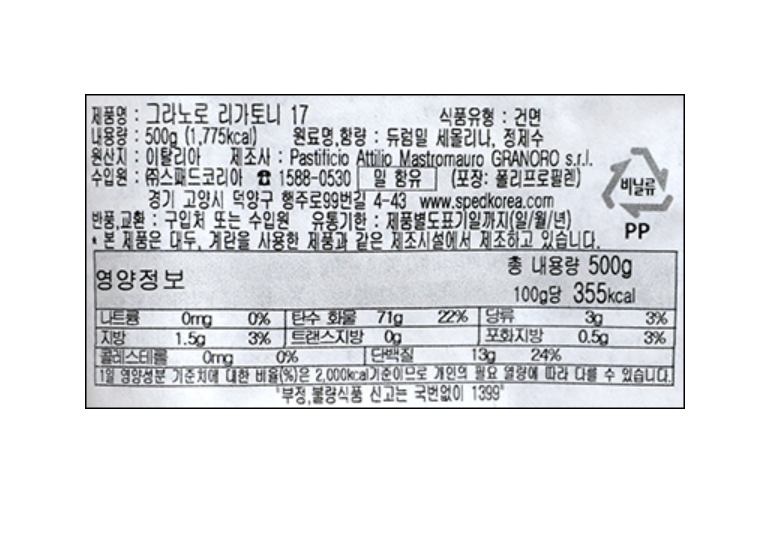 제품명 : 그라노로 리가토니 17 식품유형 : 건면
내용량 : 500g (1,775kcal) 원료명,함량 : 듀럼밀 세몰리나, 정제수
원산지 : 이탈리아 제조사 : Pastificio Attilio Mastromauro GRANORO s.r.l.
수입원 : ㈜스페드코리아 ☎ 1588-0530 밀 함유 (포장: 폴리프로필렌)
경기 고양시 덕양구 행주로99번길 4-43 www.spedkorea.com
반품,교환 : 구입처 또는 수입원 유통기한 : 제품별도표기일까지(일/월/년)
* 본 제품은 대두, 계란을 사용한 제품과 같은 제조시설에서 제조하고 있습니다.
비닐류
PP
영양정보
총 내용량 500g
100g당 355kcal
나트륨 0mg 0% 탄수 화물 71g 22% 당류 3g 3%
지방 1.5g 3% 트랜스지방 0g 포화지방 0.5g 3%
콜레스테롤 0mg 0% 단백질 13g 24%
1일 영양성분 기준치에 대한 비율(%)은 2,000kcal기준이므로 개인의 필요 열량에 따라 다를 수 있습니다.
"부정,불량식품 신고는 국번없이 1399"